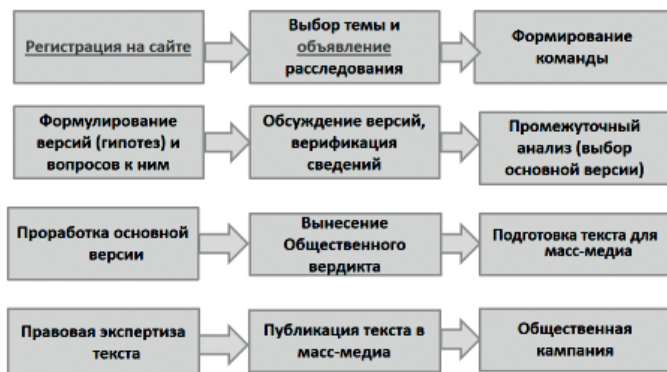 Регистрация на сайте
Выбор темы и
объявление
расследования
Формирование
команды
Формулирование
версий (гипотез) и
вопросов к ним
Обсуждение версий,
верификация
сведений
Промежуточный
анализ (выбор
основной версии)
Проработка основной
версии
Вынесение
Общественного
вердикта
Подготовка текста для
масс-медиа
Правовая экспертиза
текста
Публикация текста в
масс-медиа
Общественная
кампания